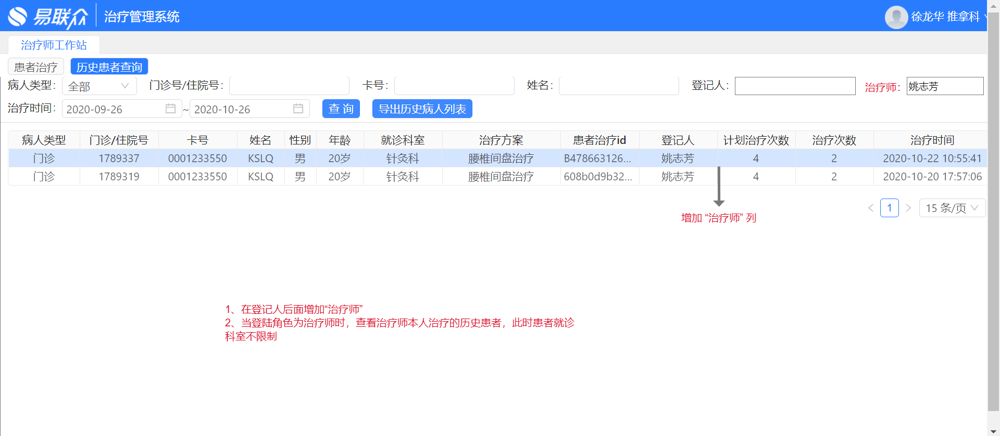 易联众 治疗管理系统 徐龙华 推拿科
治疗师工作站
患者治疗 历史患者查询
病人类型: 全部 门诊号/住院号: 卡号: 姓名: 登记人: 治疗师: 姚志芳
治疗时间: 2020-09-26 ~ 2020-10-26 查 询 导出历史病人列表
病人类型 门诊/住院号 卡号 姓名 性别 年龄 就诊科室 治疗方案 患者治疗id 登记人 计划治疗次数 治疗次数 治疗时间
门诊 1789337 0001233550 KSLQ 男 20岁 针灸科 腰椎间盘治疗 B478663126... 姚志芳 4 2 2020-10-22 10:55:41
门诊 1789319 0001233550 KSLQ 男 20岁 针灸科 腰椎间盘治疗 608b0d9b32... 姚志芳 4 2 2020-10-20 17:57:06
< 1 > 15 条/页
增加 “治疗师” 列
1、在登记人后面增加“治疗师”
2、当登陆角色为治疗师时，查看治疗师本人治疗的历史患者，此时患者就诊
科室不限制